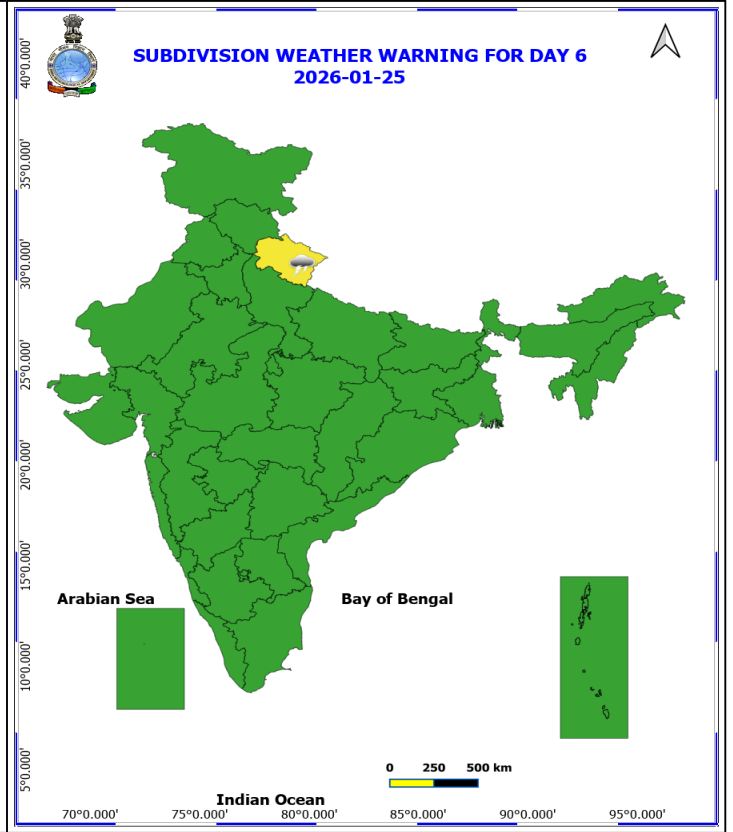 SUBDIVISION WEATHER WARNING FOR DAY 6
2026-01-25
40°0.000'
35°0.000'
30°0.000'
25°0.000'
20°0.000'
15°0.000'
10°0.000'
5°0.000'
Arabian Sea
Bay of Bengal
0 250 500 km
Indian Ocean
70°0.000' 75°0.000' 80°0.000' 85°0.000' 90°0.000' 95°0.000'